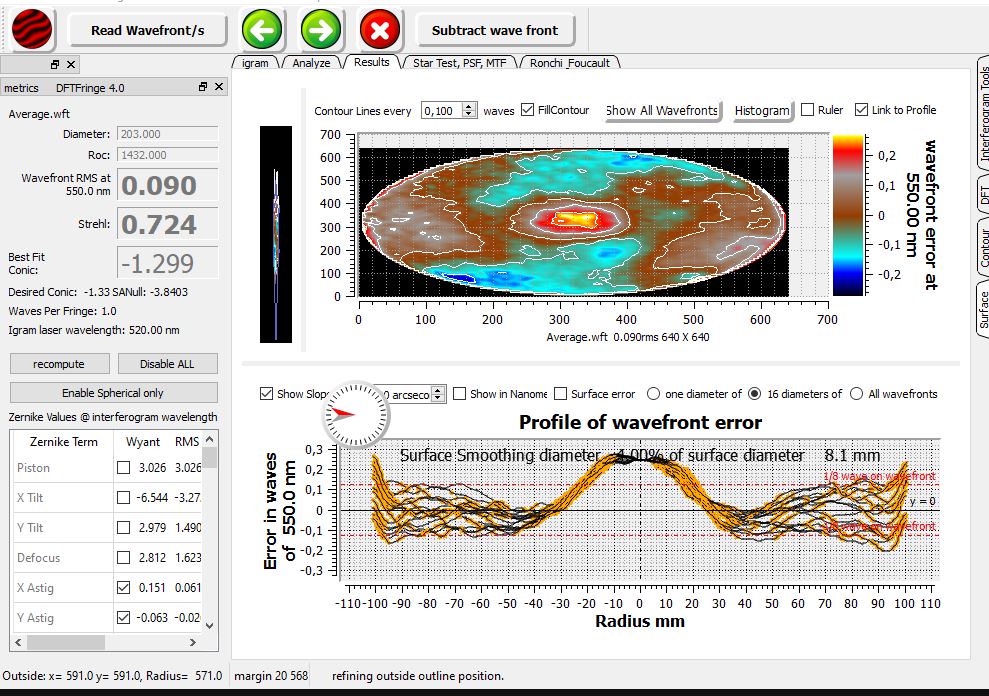 Read Wavefront/s
Subtract wave front
igram
Analyze
Results
Star Test, PSF, MTF
Ronchi Foucault
metrics DFTFringe 4.0
Average.wft
Diameter: 203.000
Roc: 1432.000
Wavefront RMS at
550.0 nm
0.090
Strehl: 0.724
Best Fit
Conic:
-1.299
Desired Conic: -1.33 SANull: -3.8403
Waves Per Fringe: 1.0
Igram laser wavelength: 520.00 nm
recompute
Disable ALL
Enable Spherical only
Zernike Values @ interferogram wavelength
Zernike Term Wyant RMS
Piston 3.026 3.026
X Tilt -6.544 -3.27
Y Tilt 2.979 1.490
Defocus 2.812 1.623
X Astig 0.151 0.061
Y Astig -0.063 -0.02
Contour Lines every 0,100 waves FillContour Show All Wavefronts Histogram Ruler Link to Profile
700
600
500
400
300
200
100
0
0 100 200 300 400 500 600 700
Average.wft 0.090rms 640 X 640
0,2
0,1
0
-0,1
-0,2
wavefront error at
550.00 nm
Interferogram Tools
DFT
Contour
Surface
Show Slop 0 arcseco Show in Nanome Surface error one diameter of 16 diameters of All wavefronts
Profile of wavefront error
Surface Smoothing diameter 4.00% of surface diameter 8.1 mm
1/8 wave on wavefront
y = 0
Error in waves
of 550.0 nm
0,3
0,2
0,1
0
-0,1
-0,2
-0,3
-110 -100 -90 -80 -70 -60 -50 -40 -30 -20 -10 0 10 20 30 40 50 60 70 80 90 100 110
Radius mm
Outside: x= 591.0 y= 591.0, Radius= 571.0 margin 20 568 refining outside outline position.